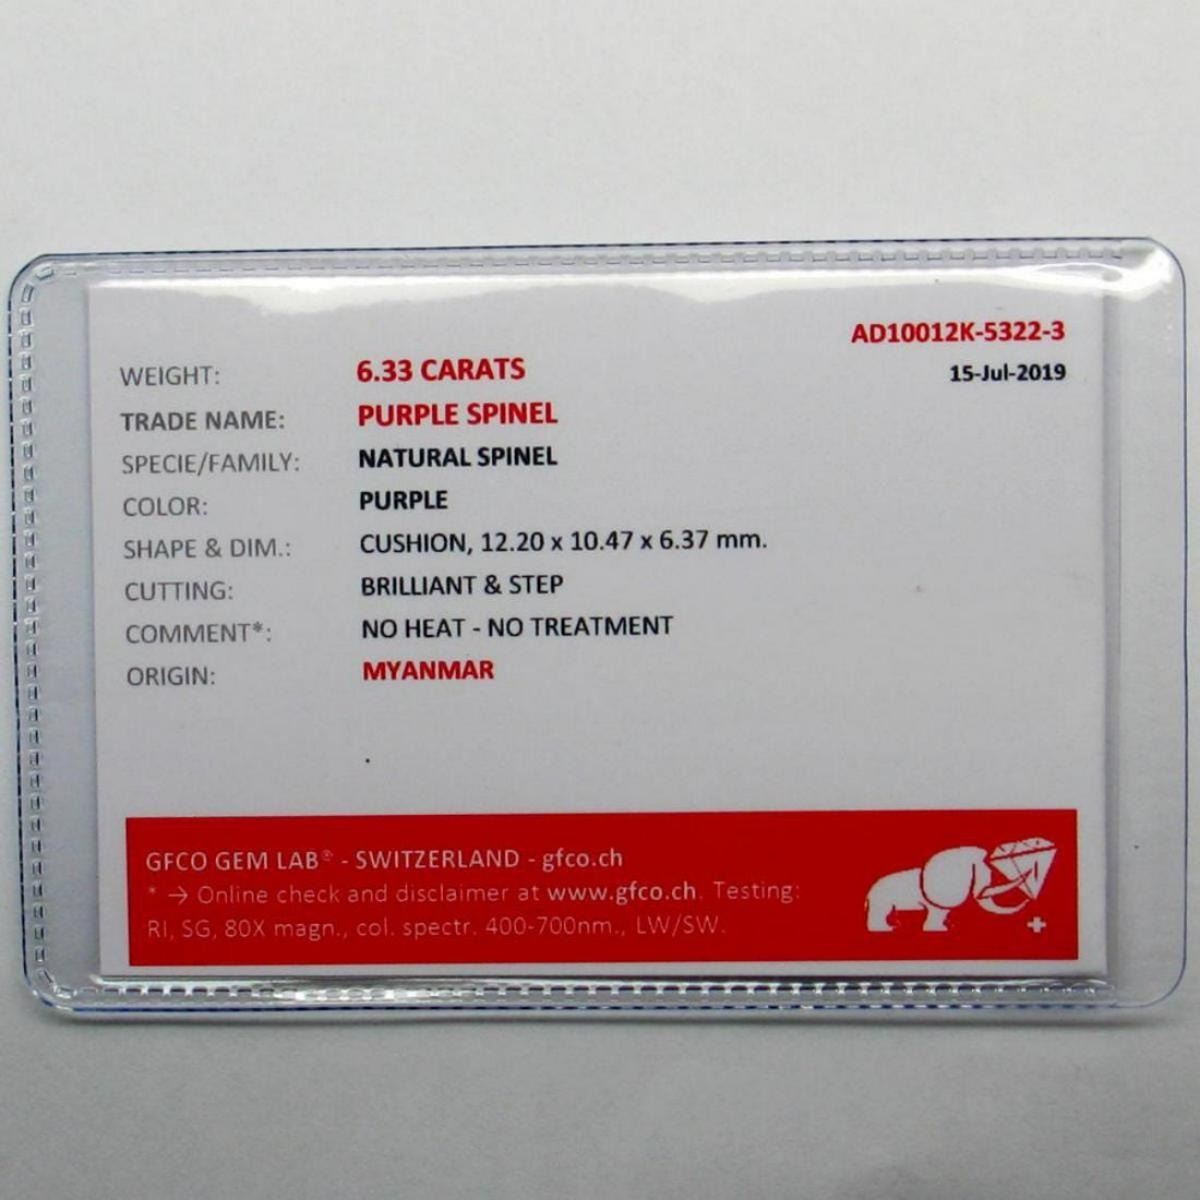 AD10012K-5322-3
WEIGHT: 6.33 CARATS 15-Jul-2019
TRADE NAME: PURPLE SPINEL
SPECIE/FAMILY: NATURAL SPINEL
COLOR: PURPLE
SHAPE & DIM.: CUSHION, 12.20 x 10.47 x 6.37 mm.
CUTTING: BRILLIANT & STEP
COMMENT*: NO HEAT - NO TREATMENT
ORIGIN: MYANMAR
GFCO GEM LAB® - SWITZERLAND - gfco.ch
* → Online check and disclaimer at www.gfco.ch. Testing:
RI, SG, 80X magn., col. spectr. 400-700nm., LW/SW.